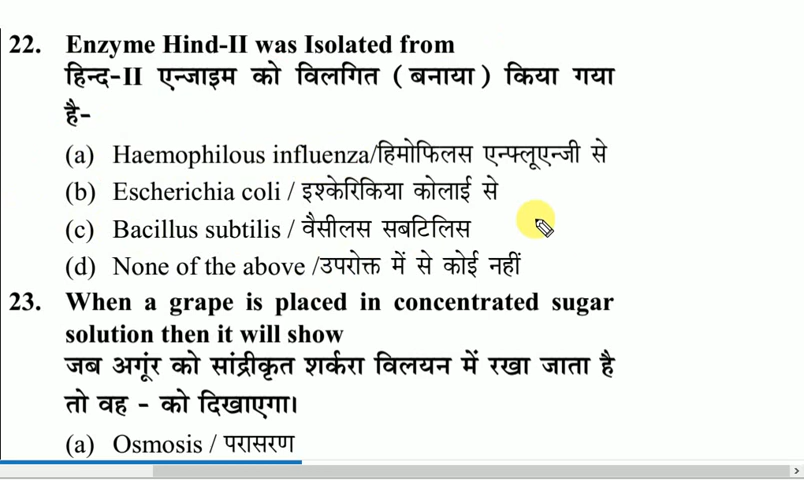 22. Enzyme Hind-II was Isolated from
हिन्द-II एन्जाइम को विलगित ( बनाया ) किया गया
है-
(a) Haemophilous influenza/हिमोफिलस एन्फ्लूएन्जी से
(b) Escherichia coli / इश्केरिकिया कोलाई से
(c) Bacillus subtilis / वैसीलस सबटिलिस
(d) None of the above /उपरोक्त में से कोई नहीं
23. When a grape is placed in concentrated sugar
solution then it will show
जब अगूंर को सांद्रीकृत शर्करा विलयन में रखा जाता है
तो वह - को दिखाएगा।
(a) Osmosis / परासरण